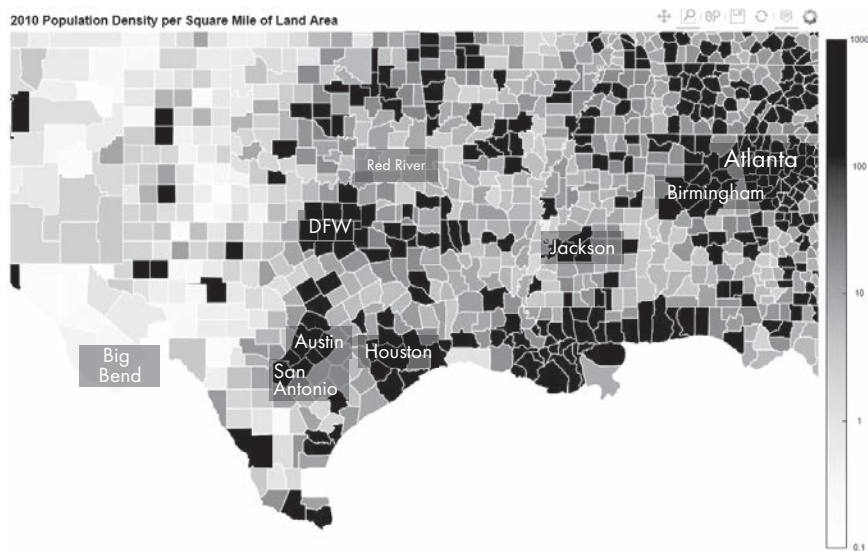 2010 Population Density per Square Mile of Land Area
1000
Red River
Atlanta
100
Birmingham
DFW
Jackson
10
Austin
Houston
Big
Bend
San
Antonio
1
0.1